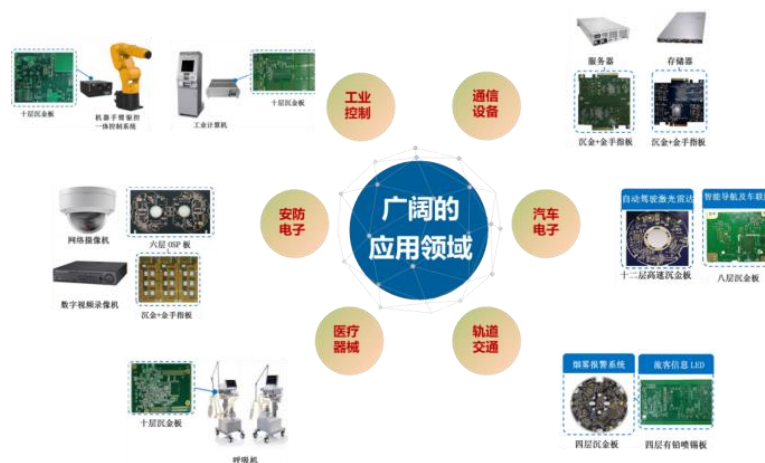 服务器
存储器
沉金+金手指板
沉金+金手指板
十层沉金板
机器手臂驱控
一体控制系统
工业计算机
十层沉金板
工业
控制
通信
设备
安防
电子
广阔的
应用领域
汽车
电子
医疗
器械
轨道
交通
网络摄像机
六层 OSP 板
数字视频录像机
沉金+金手指板
自动驾驶激光雷达
智能导航及车联
十二层高速沉金板
八层沉金板
十层沉金板
呼吸机
烟雾报警系统
旅客信息 LED
四层沉金板
四层有铅喷锡板